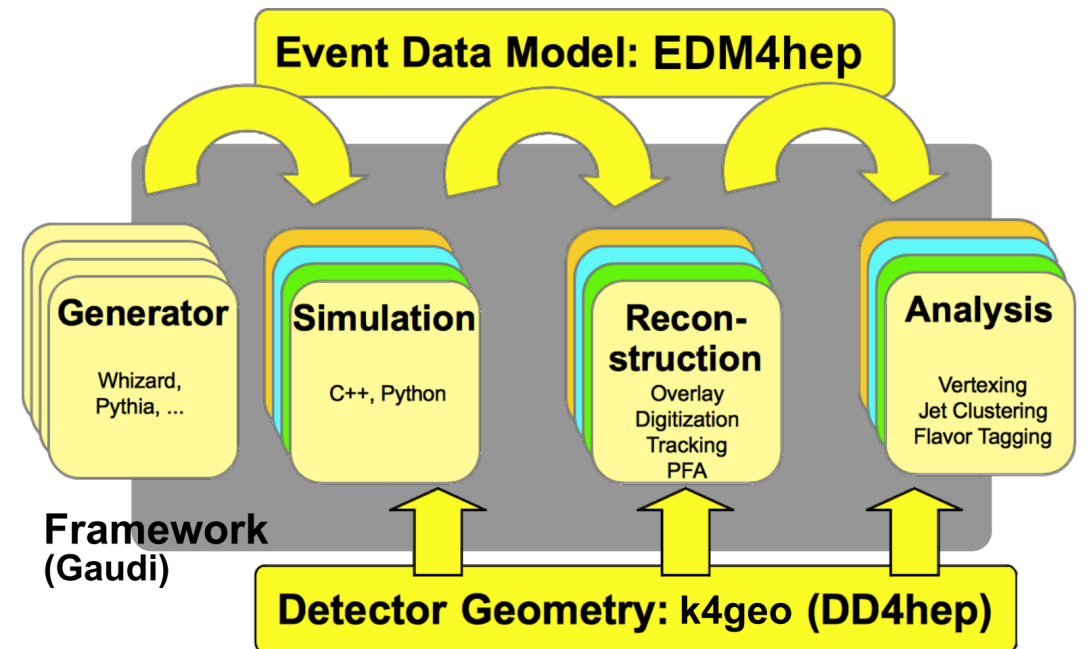 Event Data Model: EDM4hep
Generator
Whizard,
Pythia, ...
Simulation
C++, Python
Recon-
struction
Overlay
Digitization
Tracking
PFA
Analysis
Vertexing
Jet Clustering
Flavor Tagging
Framework
(Gaudi)
Detector Geometry: k4geo (DD4hep)